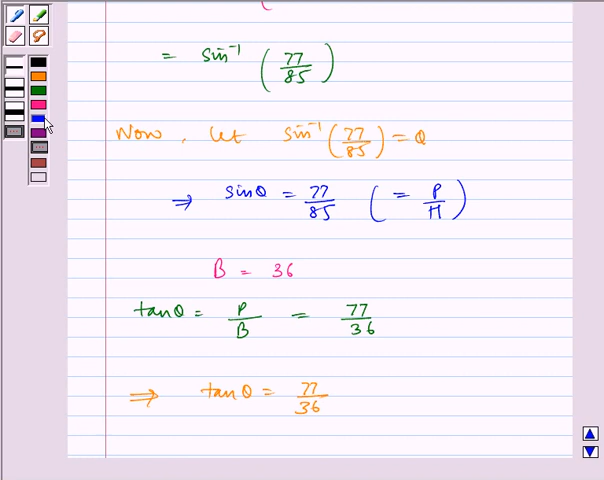 = sin⁻¹ (77/85)
Now, let sin⁻¹(77/85) = θ
⇒ sinθ = 77/85 (= P/H)
B = 36
tanθ = P/B = 77/36
⇒ tanθ = 77/36